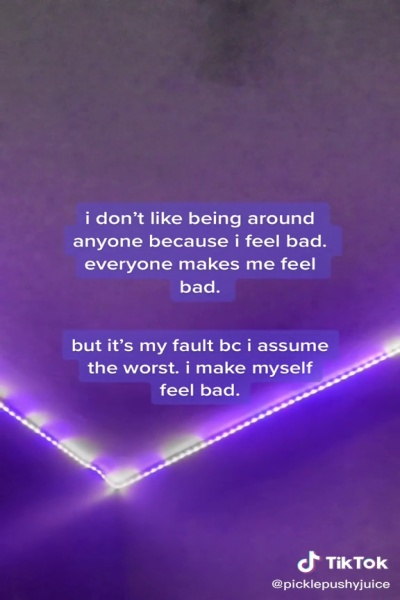 i don't like being around
anyone because i feel bad.
everyone makes me feel
bad.
but it's my fault bc i assume
the worst. i make myself
feel bad.
TikTok
@picklepushyjuice